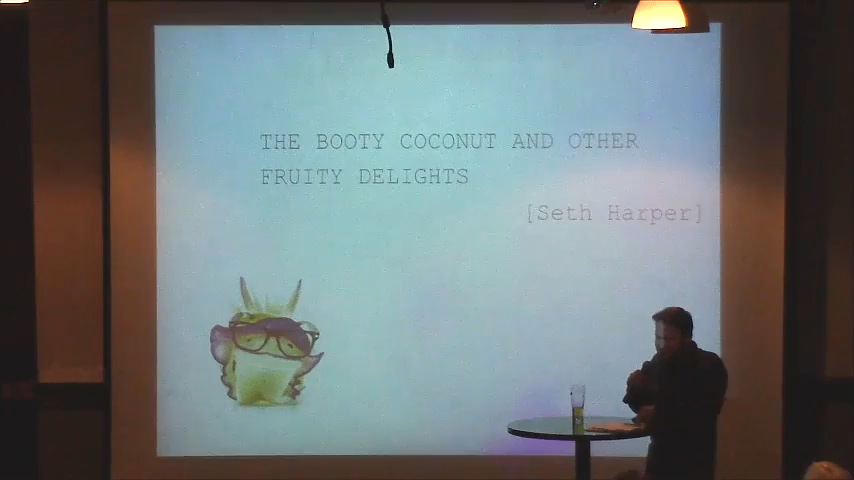 THE BOOTY COCONUT AND OTHER
FRUITY DELIGHTS
[Seth Harper]